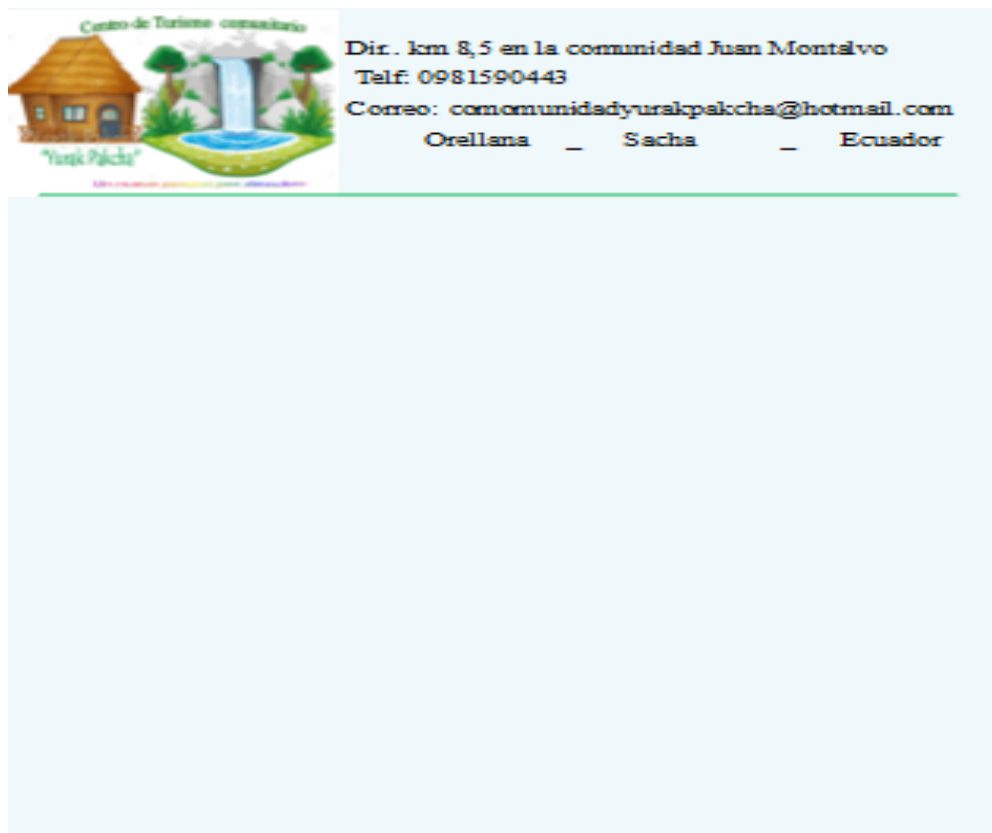 Centro de Turismo comunitario
Dir.. km 8,5 en la comunidad Juan Montalvo
Telf: 0981590443
Correo: comomunidadyurakpakcha@hotmail.com
Orellana _ Sacha _ Ecuador
"Yurak Pakcha"